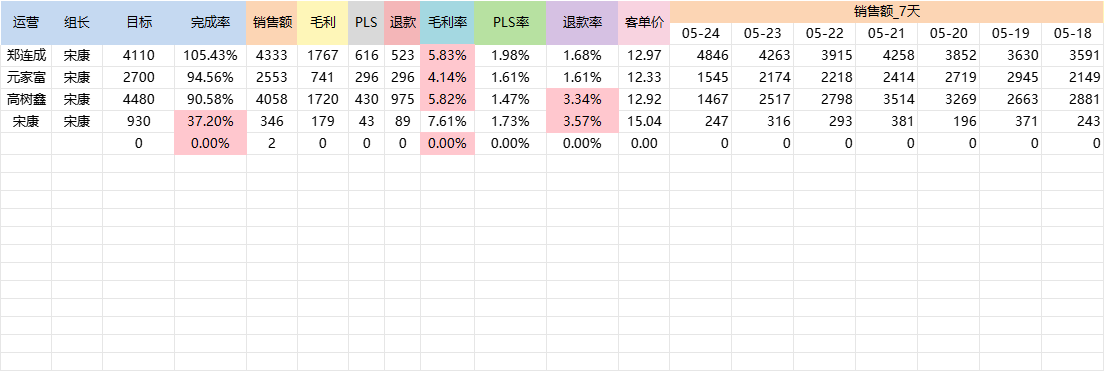 运营 组长 目标 完成率 销售额 毛利 PLS 退款 毛利率 PLS率 退款率 客单价 销售额_7天
05-24 05-23 05-22 05-21 05-20 05-19 05-18
郑连成 宋康 4110 105.43% 4333 1767 616 523 5.83% 1.98% 1.68% 12.97 4846 4263 3915 4258 3852 3630 3591
元家富 宋康 2700 94.56% 2553 741 296 296 4.14% 1.61% 1.61% 12.33 1545 2174 2218 2414 2719 2945 2149
高树鑫 宋康 4480 90.58% 4058 1720 430 975 5.82% 1.47% 3.34% 12.92 1467 2517 2798 3514 3269 2663 2881
宋康 宋康 930 37.20% 346 179 43 89 7.61% 1.73% 3.57% 15.04 247 316 293 381 196 371 243
0 0.00% 2 0 0 0 0.00% 0.00% 0.00% 0.00 0 0 0 0 0 0 0